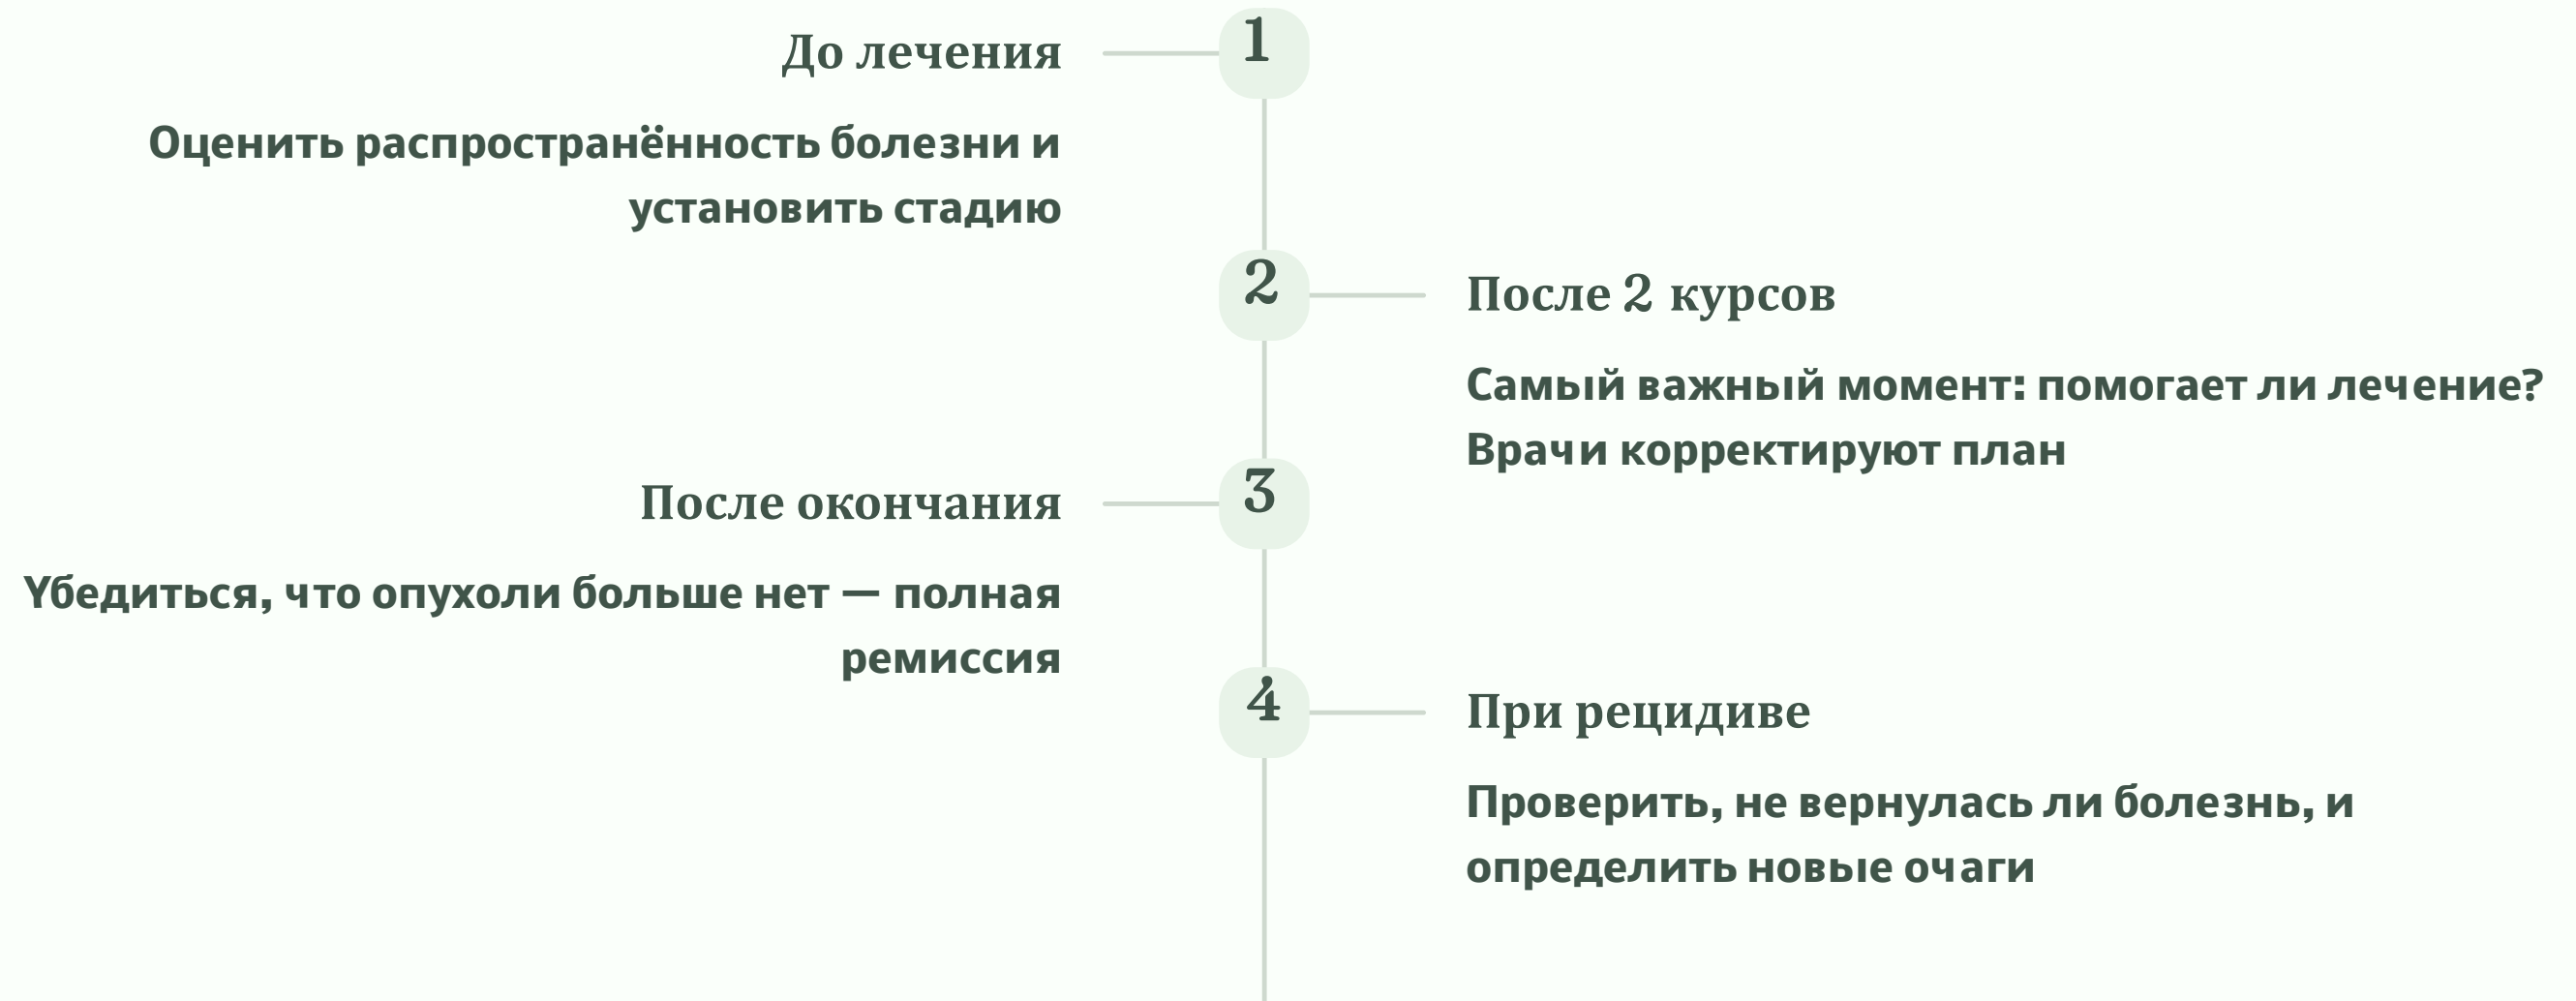 1
До лечения
Оценить распространённость болезни и
установить стадию
2
После 2 курсов
Самый важный момент: помогает ли лечение?
Врачи корректируют план
3
После окончания
Убедиться, что опухоли больше нет — полная
ремиссия
4
При рецидиве
Проверить, не вернулась ли болезнь, и
определить новые очаги